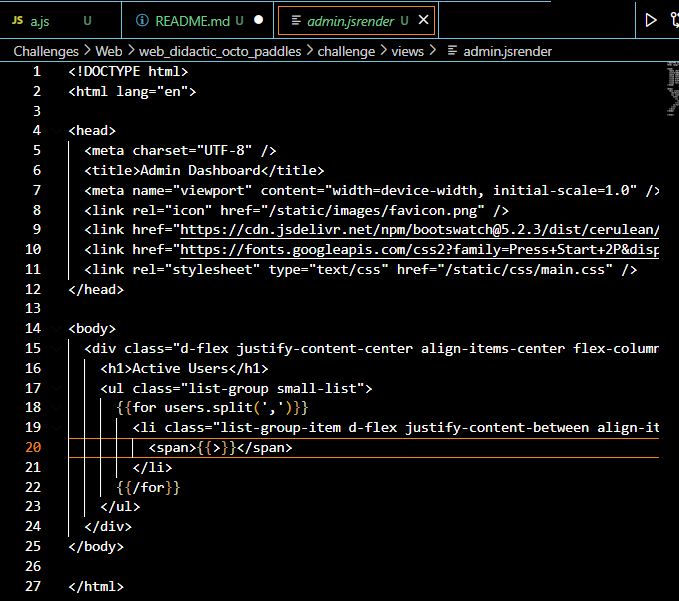 JS a.js U README.md U admin.jsrender U
Challenges > Web > web_didactic_octo_paddles > challenge > views > admin.jsrender
1 <!DOCTYPE html>
2 <html lang="en">
3
4 <head>
5 <meta charset="UTF-8" />
6 <title>Admin Dashboard</title>
7 <meta name="viewport" content="width=device-width, initial-scale=1.0" />
8 <link rel="icon" href="/static/images/favicon.png" />
9 <link href="https://cdn.jsdelivr.net/npm/bootswatch@5.2.3/dist/cerulean/
10 <link href="https://fonts.googleapis.com/css2?family=Press+Start+2P&disp
11 <link rel="stylesheet" type="text/css" href="/static/css/main.css" />
12 </head>
13
14 <body>
15 <div class="d-flex justify-content-center align-items-center flex-column
16 <h1>Active Users</h1>
17 <ul class="list-group small-list">
18 {{for users.split(',')}}
19 <li class="list-group-item d-flex justify-content-between align-it
20 <span>{{>}}</span>
21 </li>
22 {{/for}}
23 </ul>
24 </div>
25 </body>
26
27 </html>